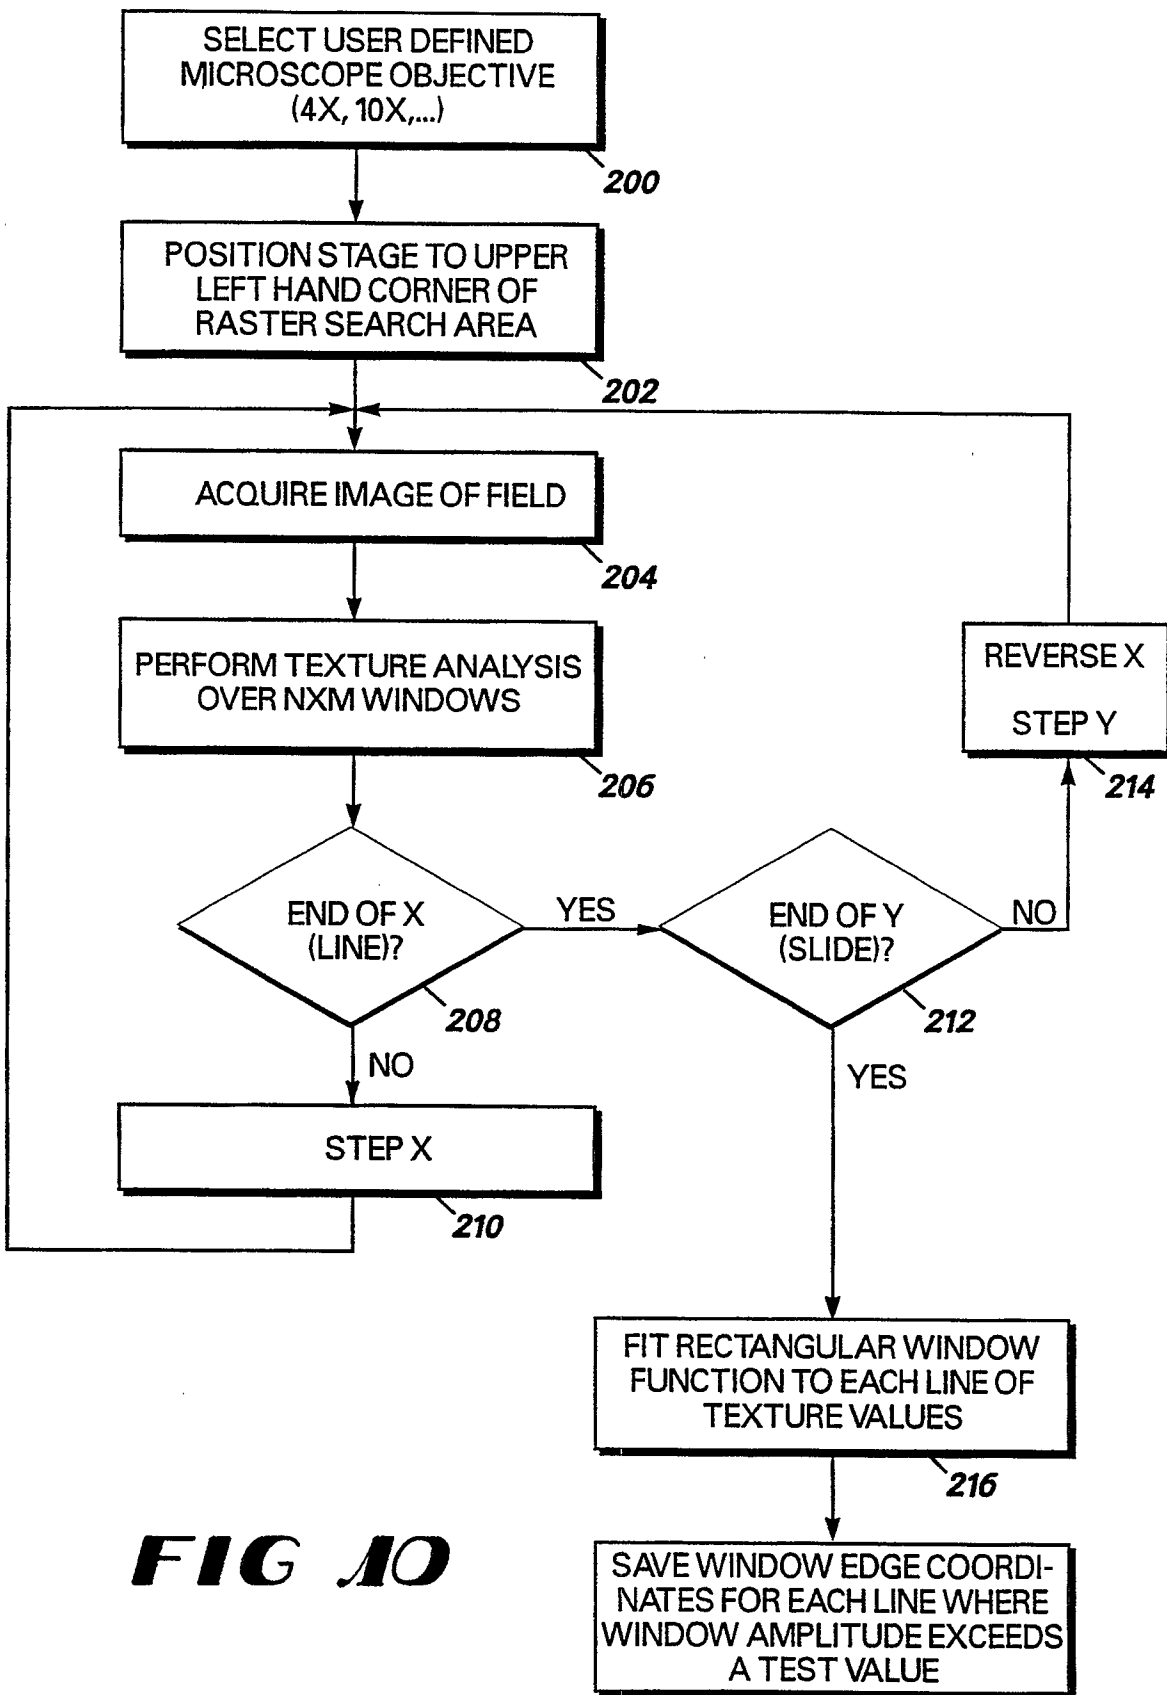 SELECT USER DEFINED
MICROSCOPE OBJECTIVE
(4X, 10X,...)
200
POSITION STAGE TO UPPER
LEFT HAND CORNER OF
RASTER SEARCH AREA
202
ACQUIRE IMAGE OF FIELD
204
PERFORM TEXTURE ANALYSIS
OVER NXM WINDOWS
206
REVERSE X
STEP Y
214
END OF X
(LINE)?
208
YES
END OF Y
(SLIDE)?
212
NO
NO
YES
STEP X
210
FIT RECTANGULAR WINDOW
FUNCTION TO EACH LINE OF
TEXTURE VALUES
216
SAVE WINDOW EDGE COORDI-
NATES FOR EACH LINE WHERE
WINDOW AMPLITUDE EXCEEDS
A TEST VALUE
FIG 10